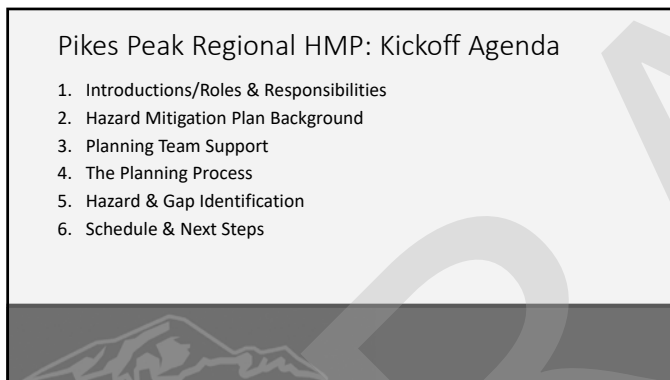 Pikes Peak Regional HMP: Kickoff Agenda
1. Introductions/Roles & Responsibilities
2. Hazard Mitigation Plan Background
3. Planning Team Support
4. The Planning Process
5. Hazard & Gap Identification
6. Schedule & Next Steps